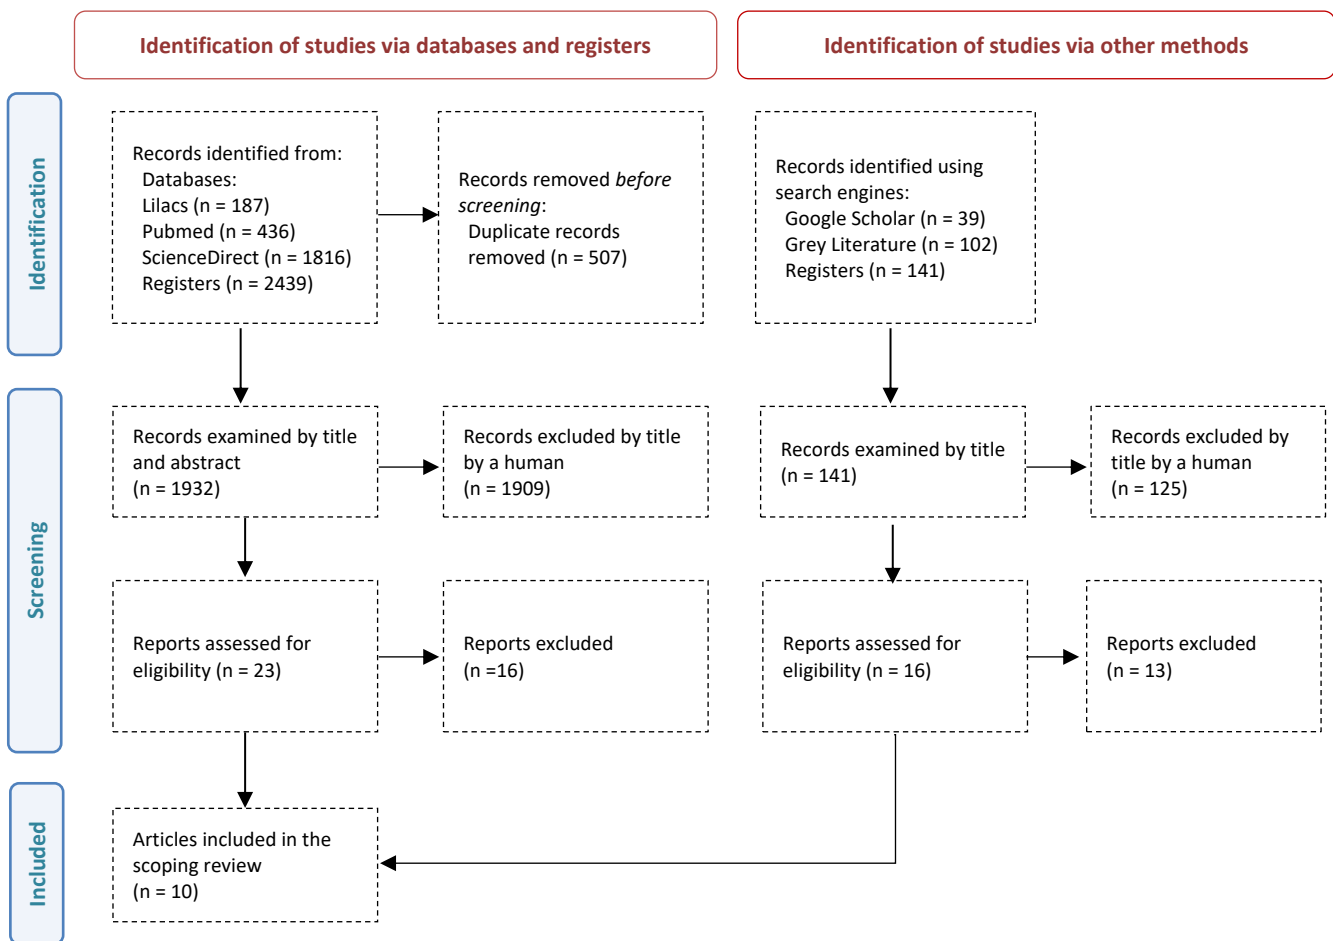 Identification of studies via databases and registers
Identification of studies via other methods
Identification
Records identified from:
Databases:
Lilacs (n = 187)
Pubmed (n = 436)
ScienceDirect (n = 1816)
Registers (n = 2439)
Records removed before
screening:
Duplicate records
removed (n = 507)
Records identified using
search engines:
Google Scholar (n = 39)
Grey Literature (n = 102)
Registers (n = 141)
Screening
Records examined by title
and abstract
(n = 1932)
Records excluded by title
by a human
(n = 1909)
Records examined by title
(n = 141)
Records excluded by
title by a human
(n = 125)
Reports assessed for
eligibility (n = 23)
Reports excluded
(n =16)
Reports assessed for
eligibility (n = 16)
Reports excluded
(n = 13)
Included
Articles included in the
scoping review
(n = 10)